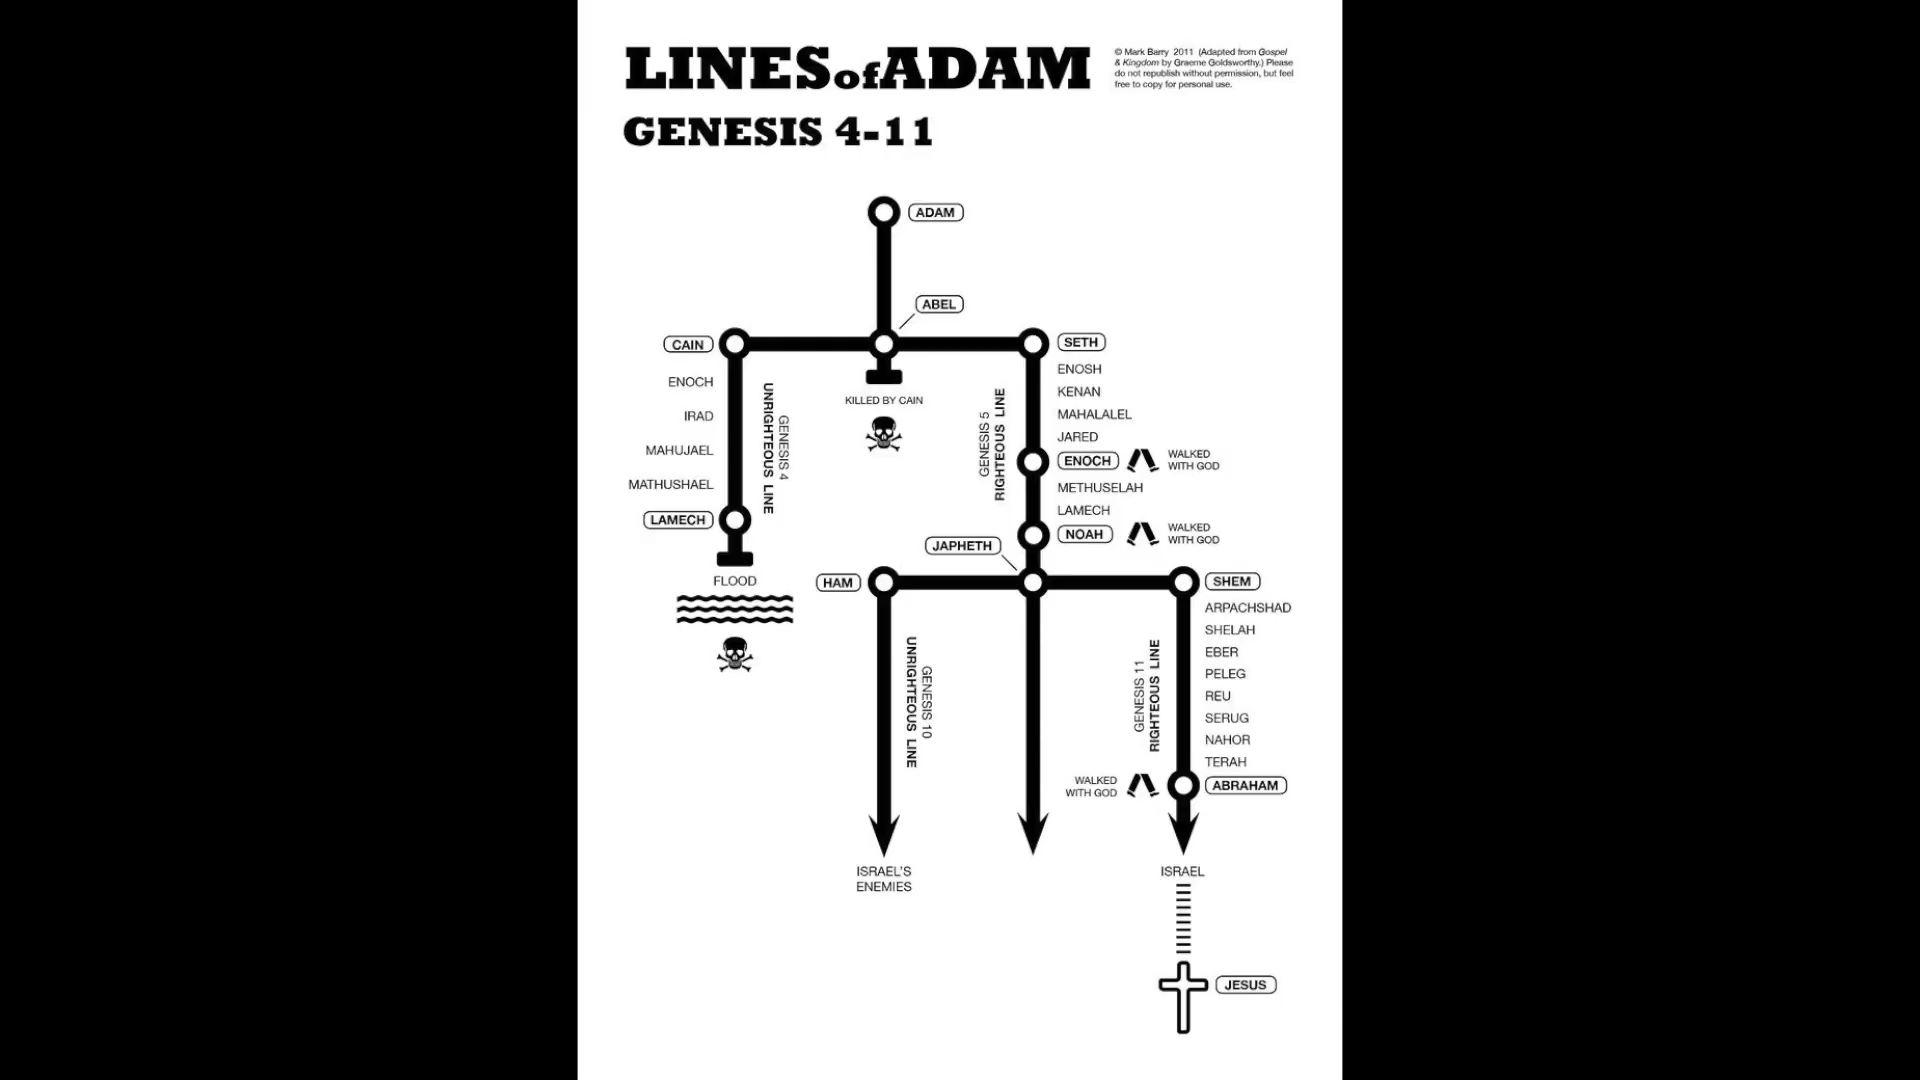 LINES of ADAM
© Mark Barry 2011 (Adapted from Gospel
& Kingdom by Graeme Goldsworthy.) Please
do not republish without permission, but feel
free to copy for personal use.
GENESIS 4-11
ADAM
ABEL
CAIN
ENOCH
IRAD
MAHUJAEL
MATHUSHAEL
LAMECH
GENESIS 4
UNRIGHTEOUS LINE
FLOOD
KILLED BY CAIN
SETH
ENOSH
KENAN
MAHALALEL
JARED
ENOCH
WALKED
WITH GOD
METHUSELAH
LAMECH
NOAH
WALKED
WITH GOD
GENESIS 5
RIGHTEOUS LINE
JAPHETH
HAM
GENESIS 10
UNRIGHTEOUS LINE
ISRAEL'S
ENEMIES
SHEM
ARPACHSHAD
SHELAH
EBER
PELEG
REU
SERUG
NAHOR
TERAH
ABRAHAM
GENESIS 11
RIGHTEOUS LINE
WALKED
WITH GOD
ISRAEL
JESUS